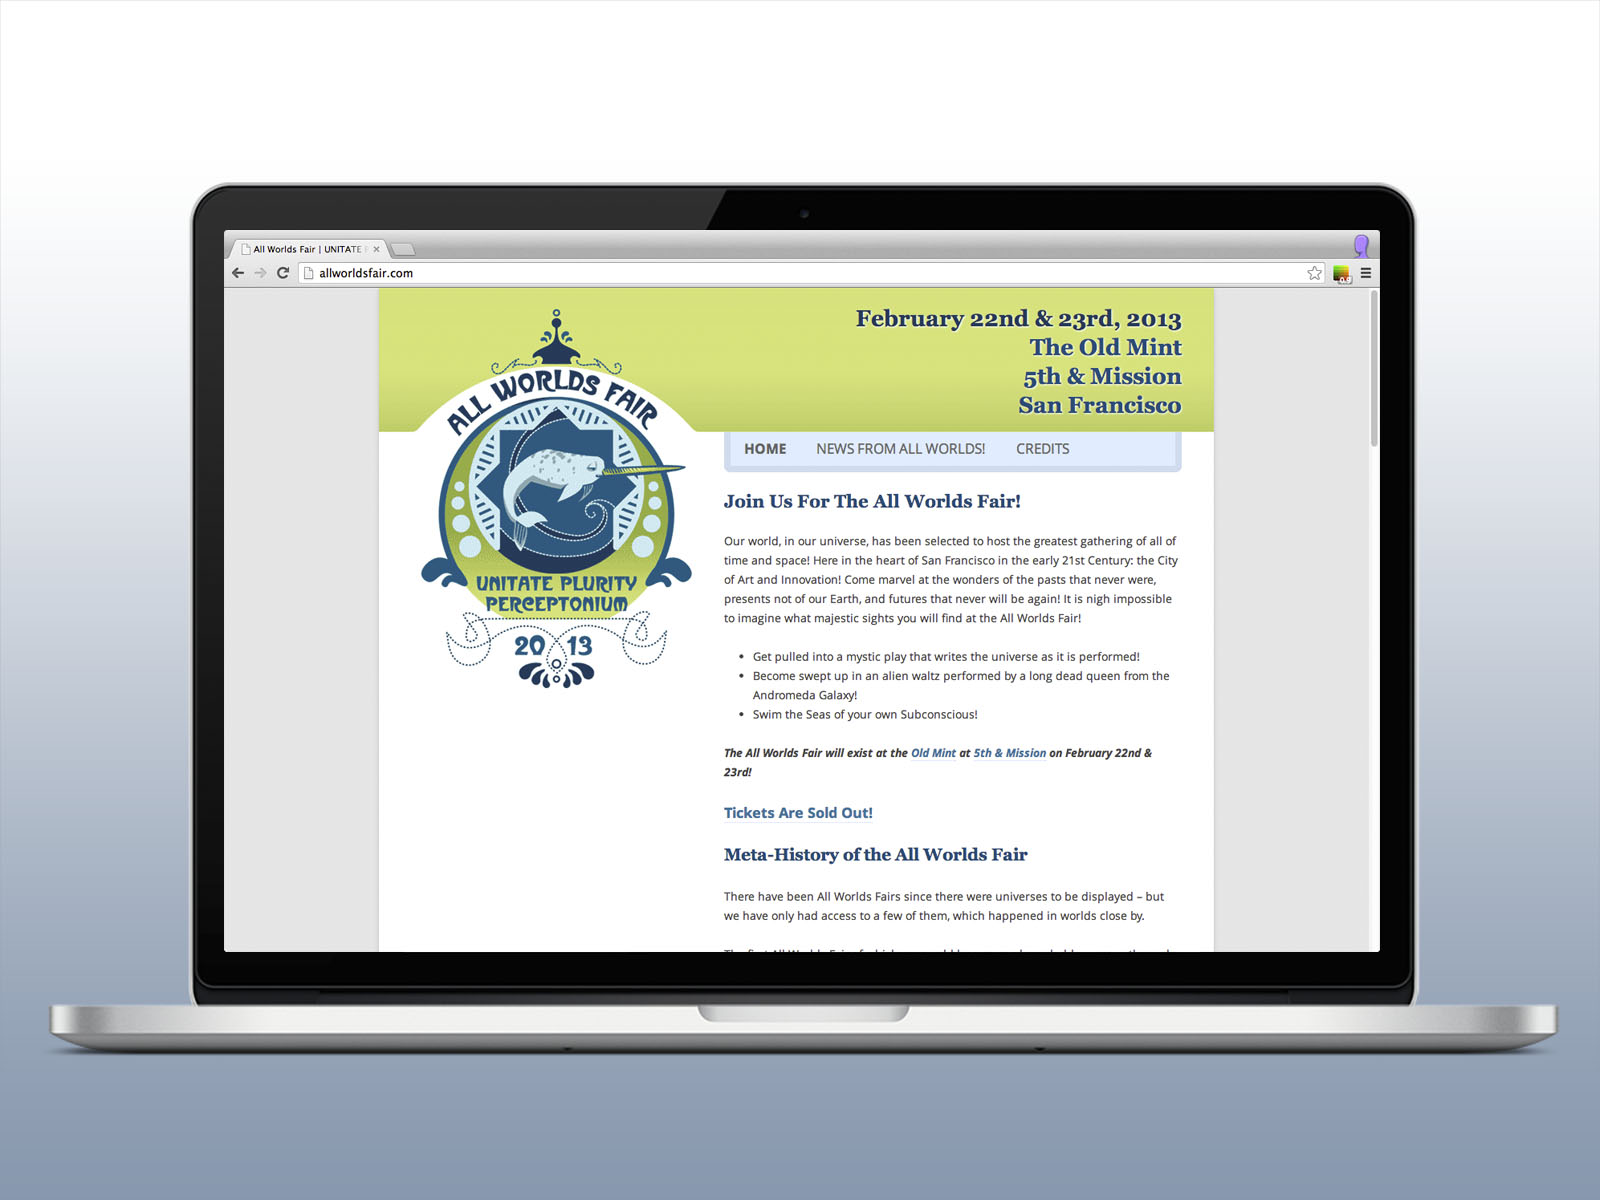 All Worlds Fair | UNITATE
allworldsfair.com
February 22nd & 23rd, 2013
The Old Mint
5th & Mission
San Francisco
ALL WORLDS FAIR
UNITATE PLURITY
PERCEPTONIUM
20 13
HOME NEWS FROM ALL WORLDS! CREDITS
Join Us For The All Worlds Fair!
Our world, in our universe, has been selected to host the greatest gathering of all of
time and space! Here in the heart of San Francisco in the early 21st Century: the City
of Art and Innovation! Come marvel at the wonders of the pasts that never were,
presents not of our Earth, and futures that never will be again! It is nigh impossible
to imagine what majestic sights you will find at the All Worlds Fair!
• Get pulled into a mystic play that writes the universe as it is performed!
• Become swept up in an alien waltz performed by a long dead queen from the
Andromeda Galaxy!
• Swim the Seas of your own Subconscious!
The All Worlds Fair will exist at the Old Mint at 5th & Mission on February 22nd &
23rd!
Tickets Are Sold Out!
Meta-History of the All Worlds Fair
There have been All Worlds Fairs since there were universes to be displayed – but
we have only had access to a few of them, which happened in worlds close by.